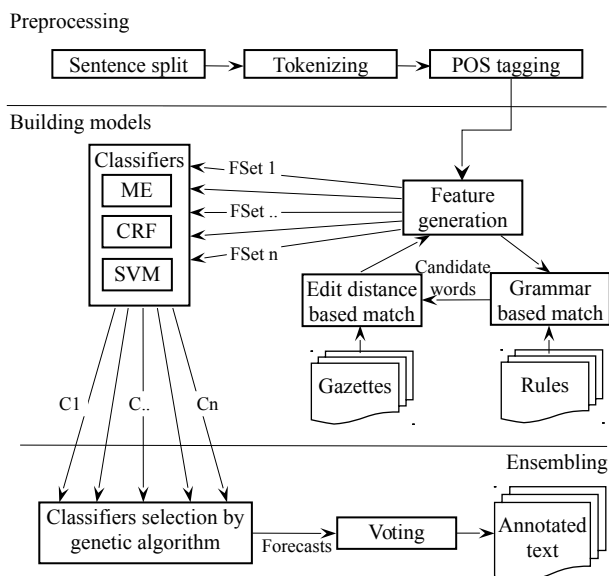 Preprocessing
Sentence split
Tokenizing
POS tagging
Building models
Classifiers
ME
CRF
SVM
FSet 1
FSet ..
FSet n
Feature
generation
Candidate
words
Edit distance
based match
Grammar
based match
Gazettes
Rules
C1
C..
Cn
Ensembling
Classifiers selection by
genetic algorithm
Forecasts
Voting
Annotated
text